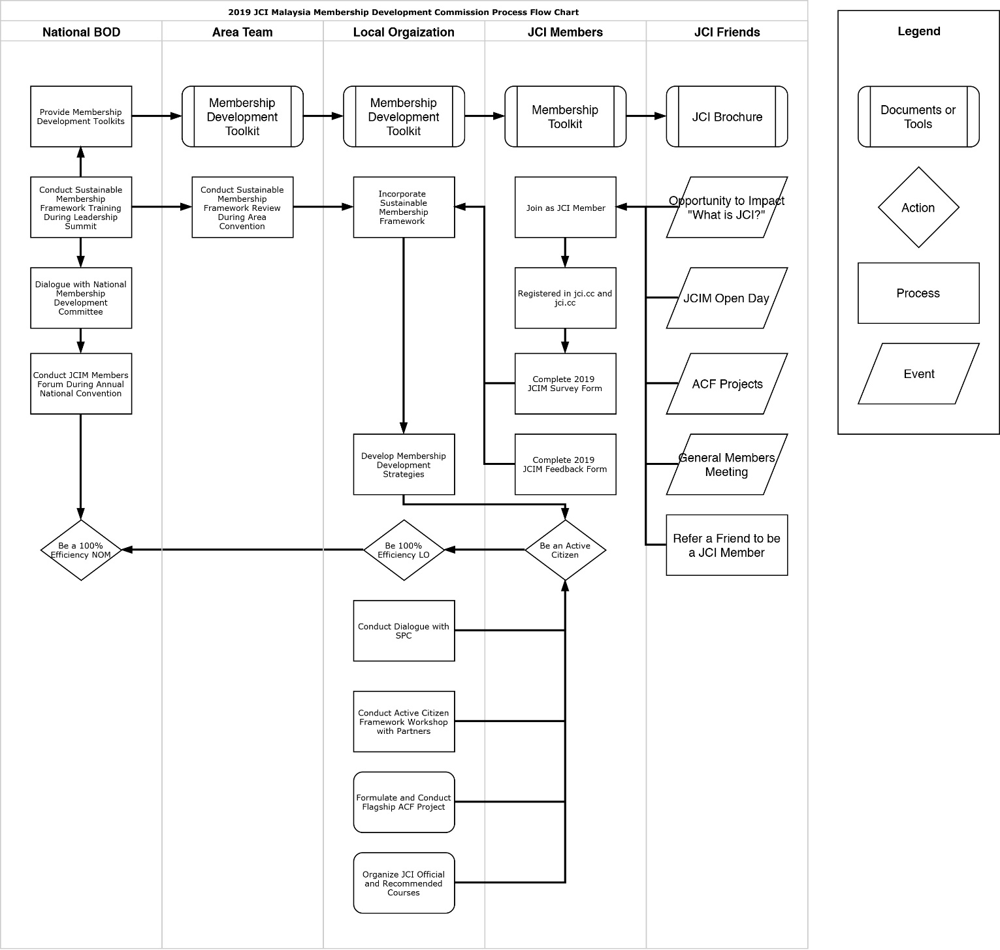 2019 JCI Malaysia Membership Development Commission Process Flow Chart
National BOD
Area Team
Local Orgaization
JCI Members
JCI Friends
Provide Membership
Development Toolkits
Membership
Development
Toolkit
Membership
Development
Toolkit
Membership
Toolkit
JCI Brochure
Conduct Sustainable
Membership
Framework Training
During Leadership
Summit
Conduct Sustainable
Membership
Framework Review
During Area
Convention
Incorporate
Sustainable
Membership
Framework
Join as JCI Member
Opportunity to Impact
"What is JCI?"
Dialogue with National
Membership
Development
Committee
Registered in jci.cc and
jci.cc
JCIM Open Day
Conduct JCIM Members
Forum During Annual
National Convention
Complete 2019
JCIM Survey Form
ACF Projects
Develop Membership
Development
Strategies
Complete 2019
JCIM Feedback Form
General Members
Meeting
Be a 100%
Efficiency NOM
Be 100%
Efficiency LO
Be an Active
Citizen
Refer a Friend to be
a JCI Member
Conduct Dialogue with
SPC
Conduct Active Citizen
Framework Workshop
with Partners
Formulate and Conduct
Flagship ACF Project
Organize JCI Official
and Recommended
Courses
Legend
Documents or
Tools
Action
Process
Event